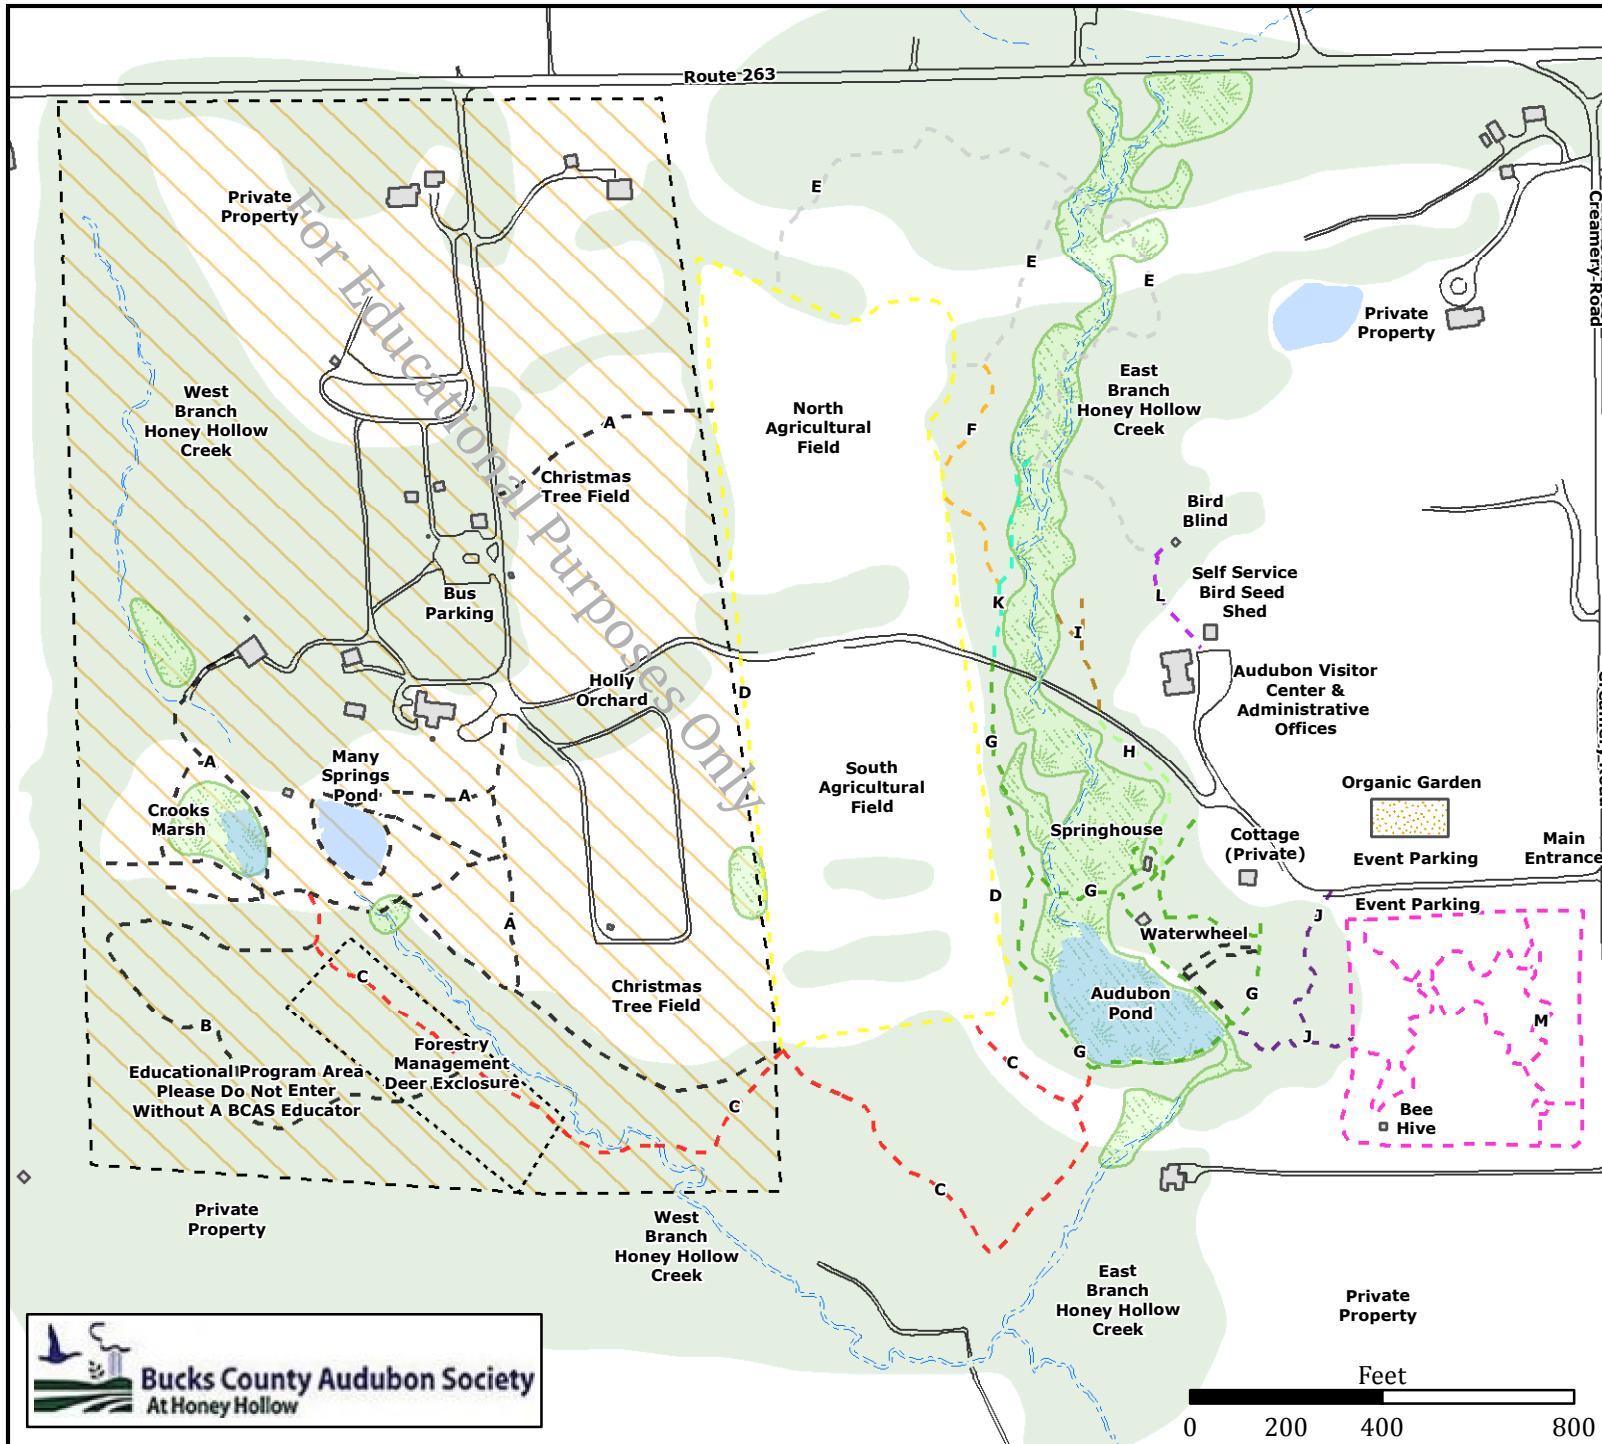 Route 263
E
Private
Property
For Educational Purposes Only
Creamery Road
E
E
Private
Property
West
Branch
Honey Hollow
Creek
A
North
Agricultural
Field
F
East
Branch
Honey Hollow
Creek
Christmas
Tree Field
Bird
Blind
Self Service
Bird Seed
Shed
Bus
Parking
K
L
I
Holly
Orchard
D
Audubon Visitor
Center &
Administrative
Offices
G
H
A
Many
Springs
Pond
A
South
Agricultural
Field
Organic Garden
Crooks
Marsh
Springhouse
Cottage
(Private)
Main
Entrance
Event Parking
Event Parking
A
D
G
J
Waterwheel
C
Christmas
Tree Field
Audubon
Pond
G
B
M
Forestry
Management
Deer Exclosure
J
G
C
Educational Program Area
Please Do Not Enter
Without A BCAS Educator
C
Bee
Hive
C
Private
Property
West
Branch
Honey Hollow
Creek
East
Branch
Honey Hollow
Creek
Private
Property
Bucks County Audubon Society
At Honey Hollow
Feet
0 200 400 800